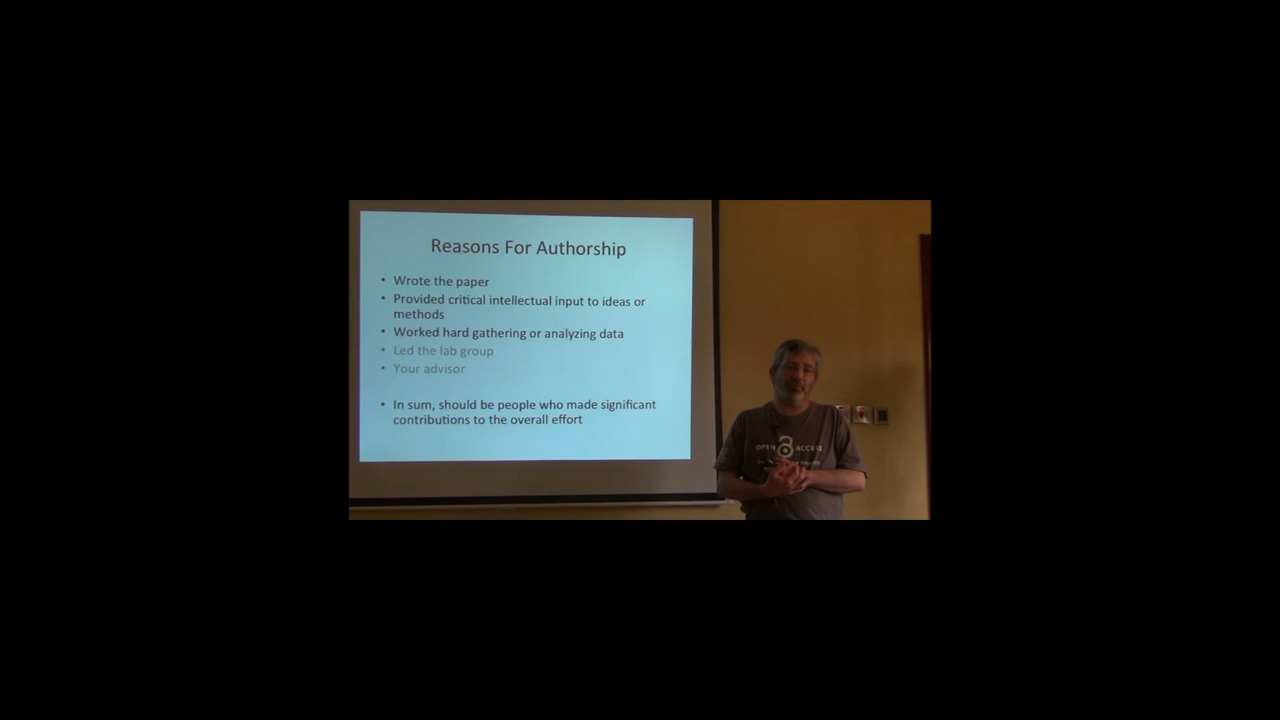 Reasons For Authorship
• Wrote the paper
• Provided critical intellectual input to ideas or
methods
• Worked hard gathering or analyzing data
• Led the lab group
• Your advisor
• In sum, should be people who made significant
contributions to the overall effort
OPEN ACCESS